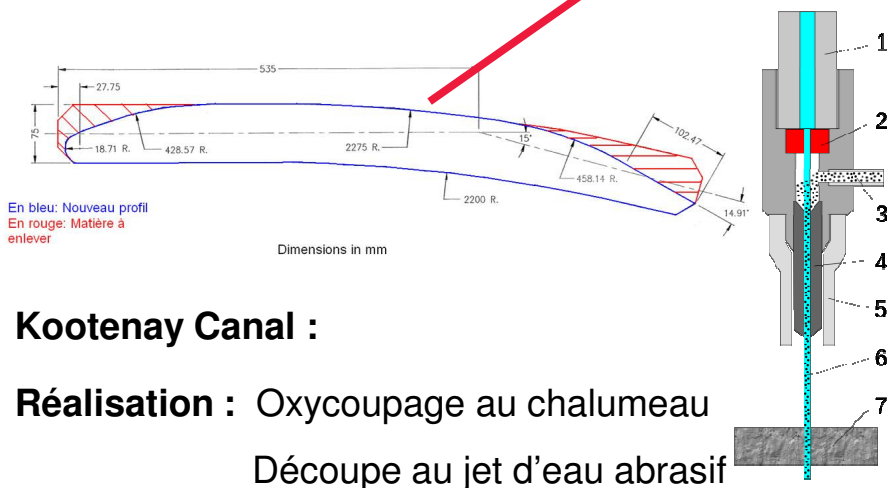 535
27.75
75
18.71 R.
428.57 R.
2275 R.
15°
102.47
458.14 R.
2200 R.
14.91°
En bleu: Nouveau profil
En rouge: Matière à
enlever
Dimensions in mm
Kootenay Canal :
Réalisation : Oxycoupage au chalumeau
Découpe au jet d'eau abrasif
1
2
3
4
5
6
7